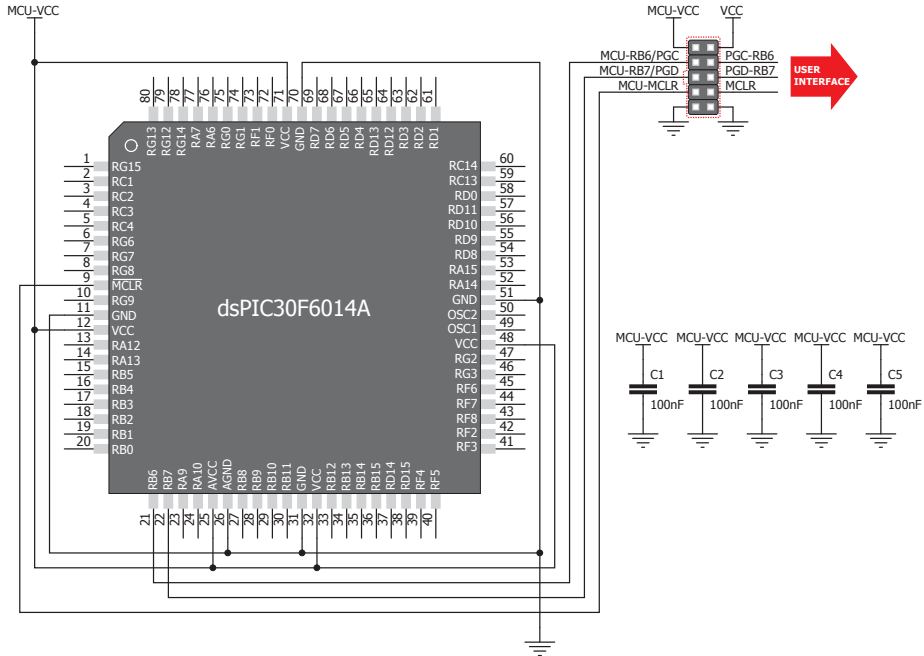 MCU-VCC
MCU-VCC VCC
MCU-RB6/PGC PGC-RB6
MCU-RB7/PGD PGD-RB7
MCU-MCLR MCLR
USER
INTERFACE
80 79 78 77 76 75 74 73 72 71 70 69 68 67 66 65 64 63 62 61
RG13 RG12 RG14 RA7 RA6 RG0 RG1 RF1 RF0 VCC GND RD7 RD6 RD5 RD4 RD13 RD12 RD3 RD2 RD1
1 RG15 RC14 60
2 RC1 RC13 59
3 RC2 RD0 58
4 RC3 RD11 57
5 RC4 RD10 56
6 RG6 RD9 55
7 RG7 RD8 54
8 RG8 RA15 53
9 MCLR RA14 52
10 RG9 GND 51
11 GND OSC2 50
12 VCC OSC1 49
13 RA12 VCC 48
14 RA13 RG2 47
15 RB5 RG3 46
16 RB4 RF6 45
17 RB3 RF7 44
18 RB2 RF8 43
19 RB1 RF2 42
20 RB0 RF3 41
dsPIC30F6014A
RB6 RB7 RA9 RA10 AVCC AGND RB8 RB9 RB10 RB11 GND VCC RB12 RB13 RB14 RB15 RD14 RD15 RF4 RF5
21 22 23 24 25 26 27 28 29 30 31 32 33 34 35 36 37 38 39 40
MCU-VCC MCU-VCC MCU-VCC MCU-VCC MCU-VCC
C1 C2 C3 C4 C5
100nF 100nF 100nF 100nF 100nF